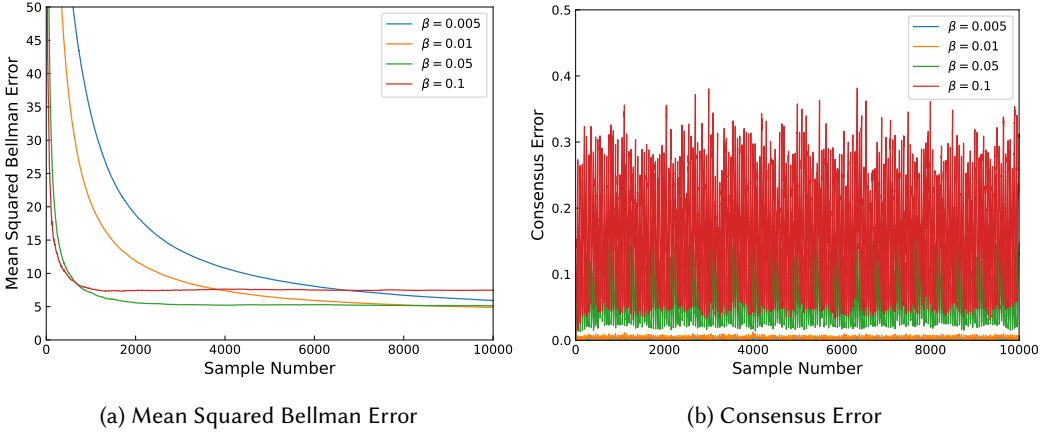 50
45
40
35
30
25
20
15
10
5
0
Mean Squared Bellman Error
β = 0.005
β = 0.01
β = 0.05
β = 0.1
0
2000
4000
6000
8000
10000
Sample Number
(a) Mean Squared Bellman Error
0.5
0.4
0.3
0.2
0.1
0.0
Consensus Error
β = 0.005
β = 0.01
β = 0.05
β = 0.1
0
2000
4000
6000
8000
10000
Sample Number
(b) Consensus Error